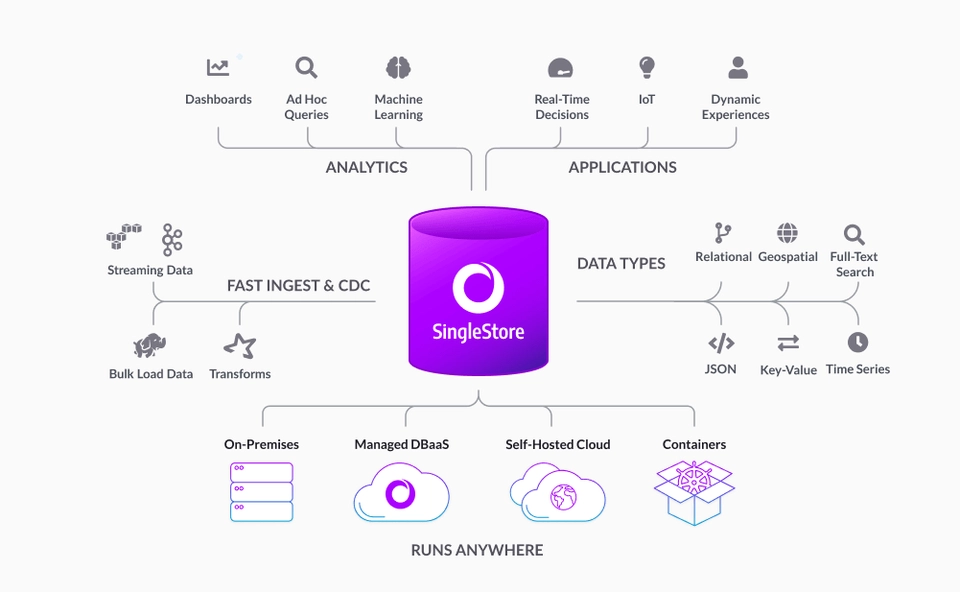 Dashboards
Ad Hoc
Queries
Machine
Learning
Real-Time
Decisions
IoT
Dynamic
Experiences
ANALYTICS
APPLICATIONS
Streaming Data
FAST INGEST & CDC
Bulk Load Data
Transforms
SingleStore
DATA TYPES
Relational
Geospatial
Full-Text
Search
JSON
Key-Value
Time Series
On-Premises
Managed DBaaS
Self-Hosted Cloud
Containers
RUNS ANYWHERE